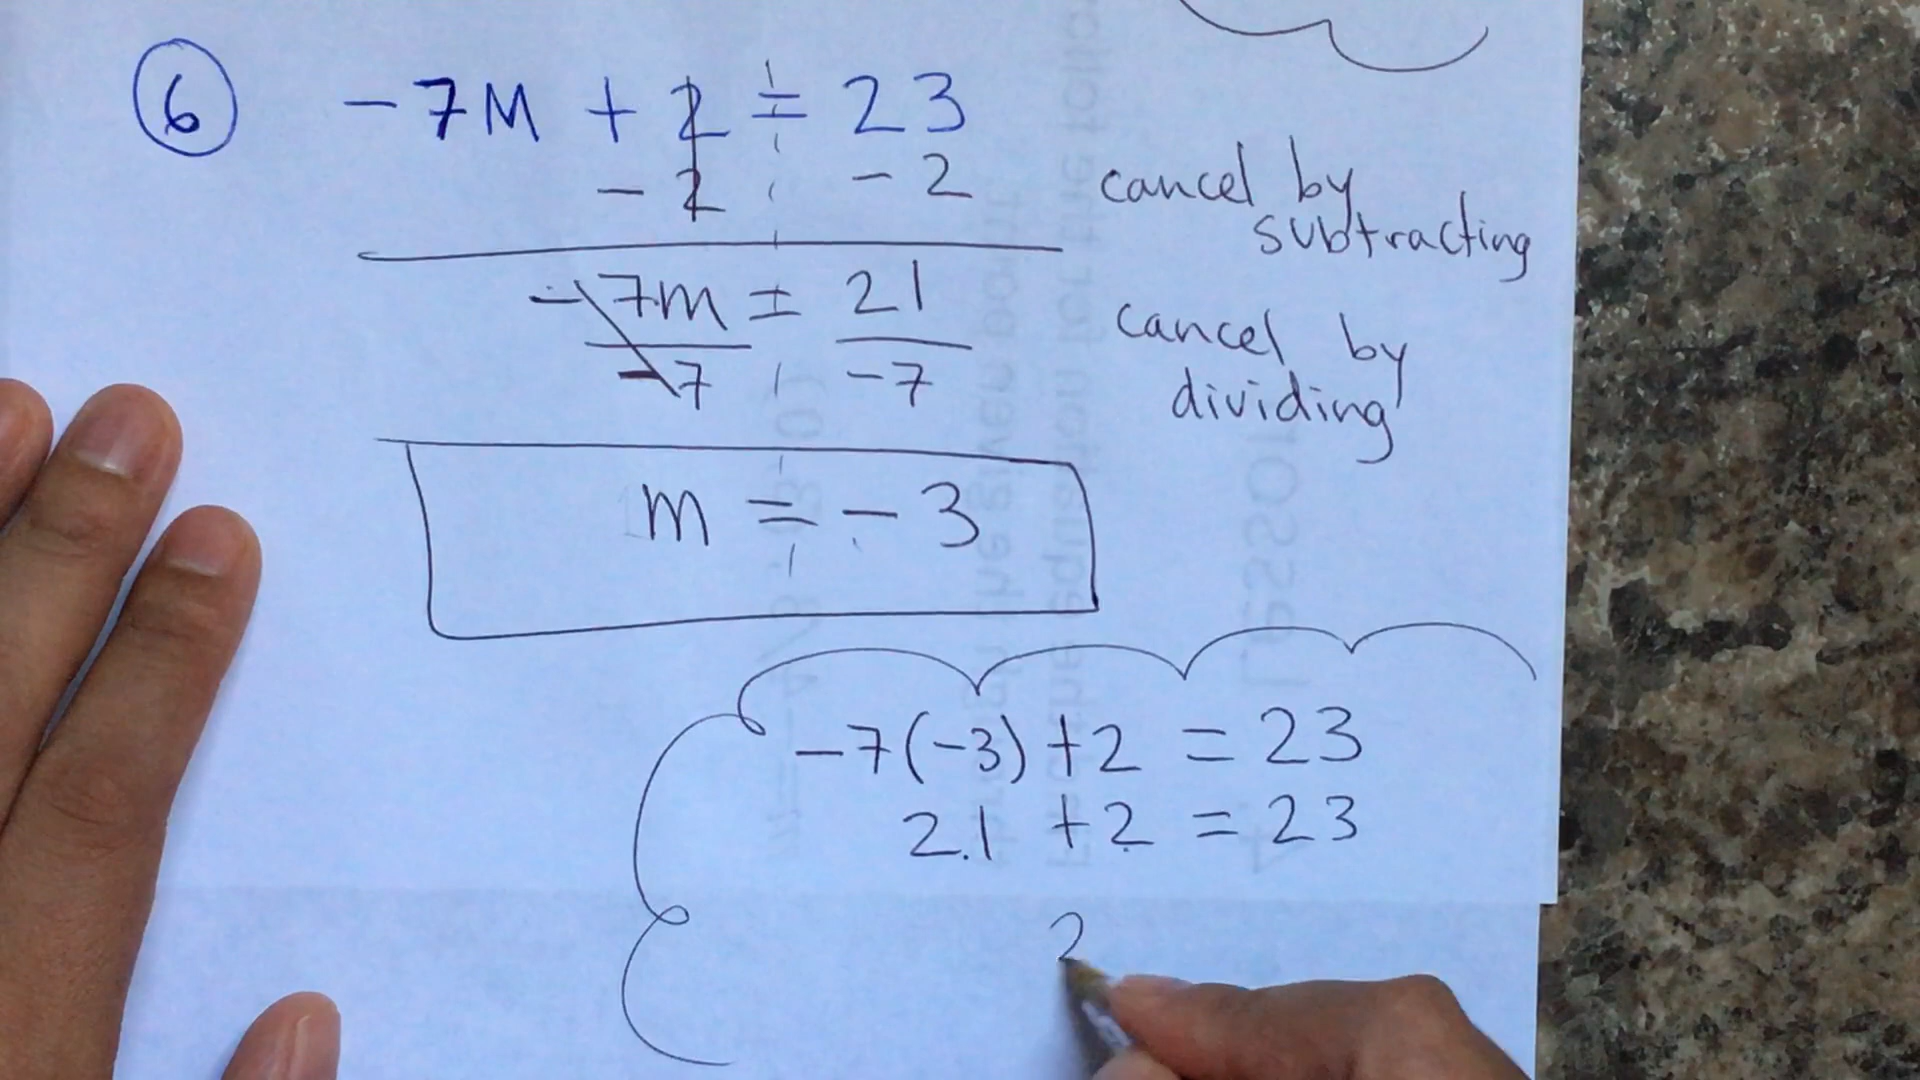 6 -7M + 2 = 23
- 2 - 2 cancel by
subtracting
-7m = 21 cancel by
-7 -7 dividing
m = -3
-7(-3) +2 = 23
21 +2 = 23
2